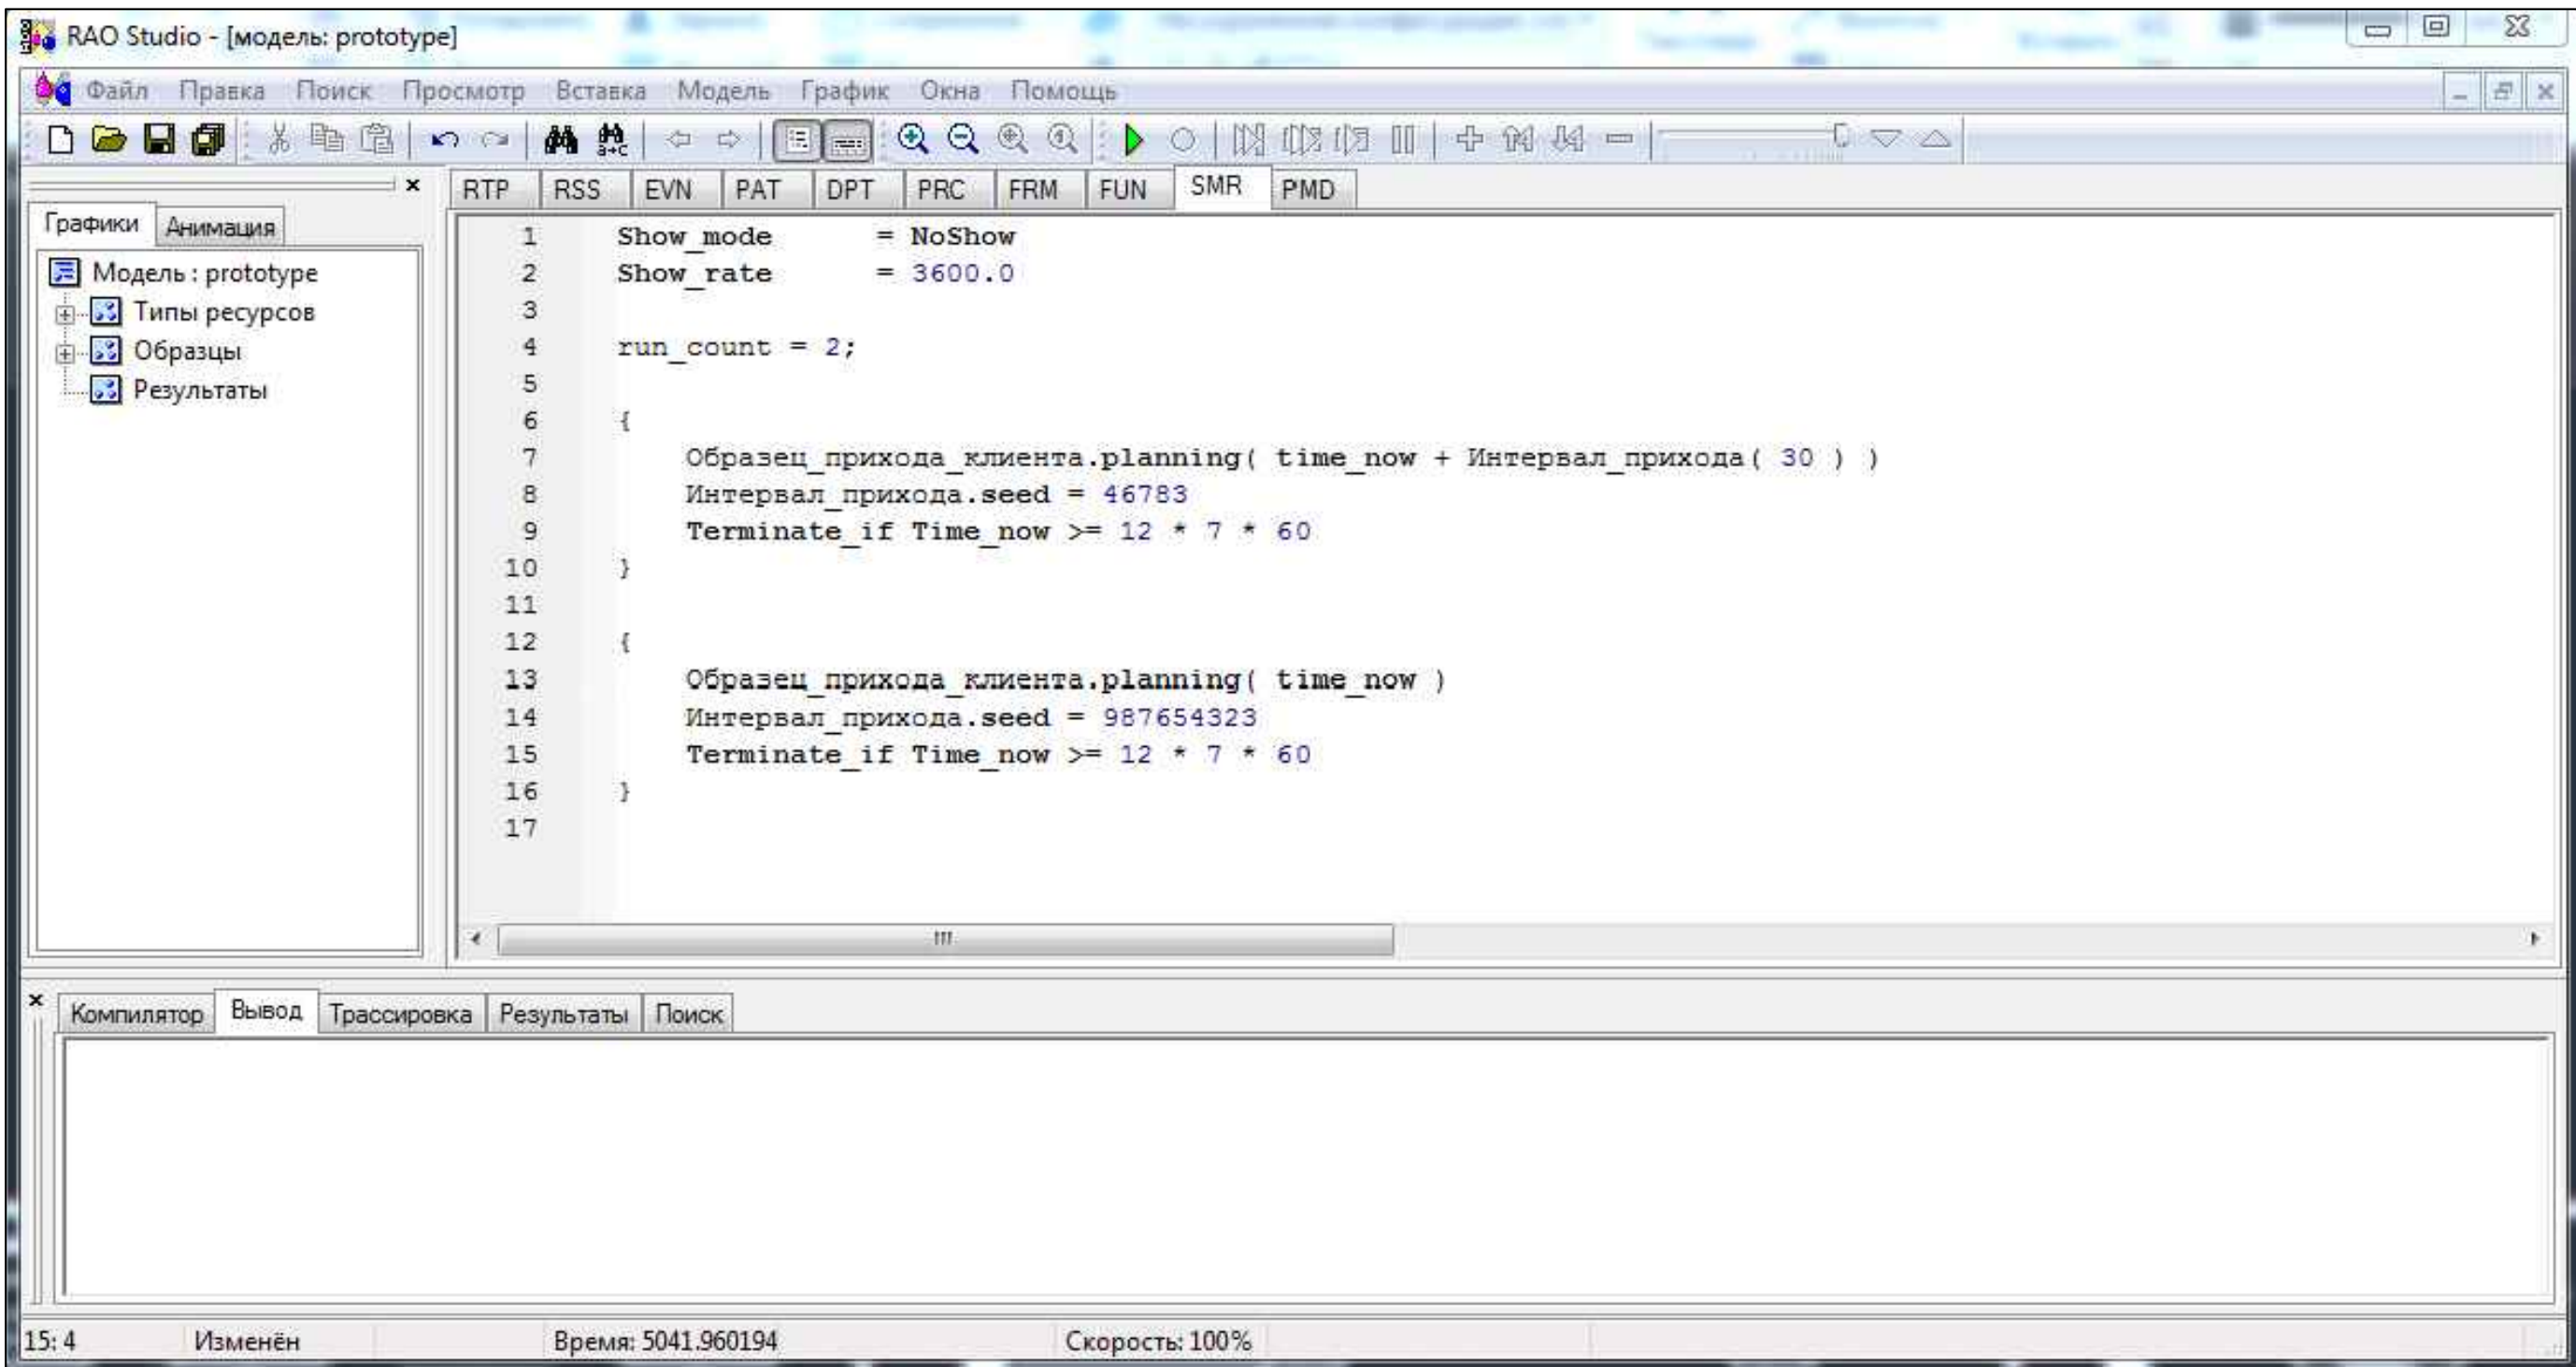 RAO Studio - [модель: prototype]
Файл Правка Поиск Просмотр Вставка Модель График Окна Помощь
RTP RSS EVN PAT DPT PRC FRM FUN SMR PMD
Графики Анимация
Модель : prototype
Типы ресурсов
Образцы
Результаты
1 Show_mode = NoShow
2 Show_rate = 3600.0
3
4 run_count = 2;
5
6 {
7 Образец_прихода_клиента.planning( time_now + Интервал_прихода( 30 ) )
8 Интервал_прихода.seed = 46783
9 Terminate_if Time_now >= 12 * 7 * 60
10 }
11
12 {
13 Образец_прихода_клиента.planning( time_now )
14 Интервал_прихода.seed = 987654323
15 Terminate_if Time_now >= 12 * 7 * 60
16 }
17
Компилятор Вывод Трассировка Результаты Поиск
15: 4 Изменён Время: 5041.960194 Скорость: 100%